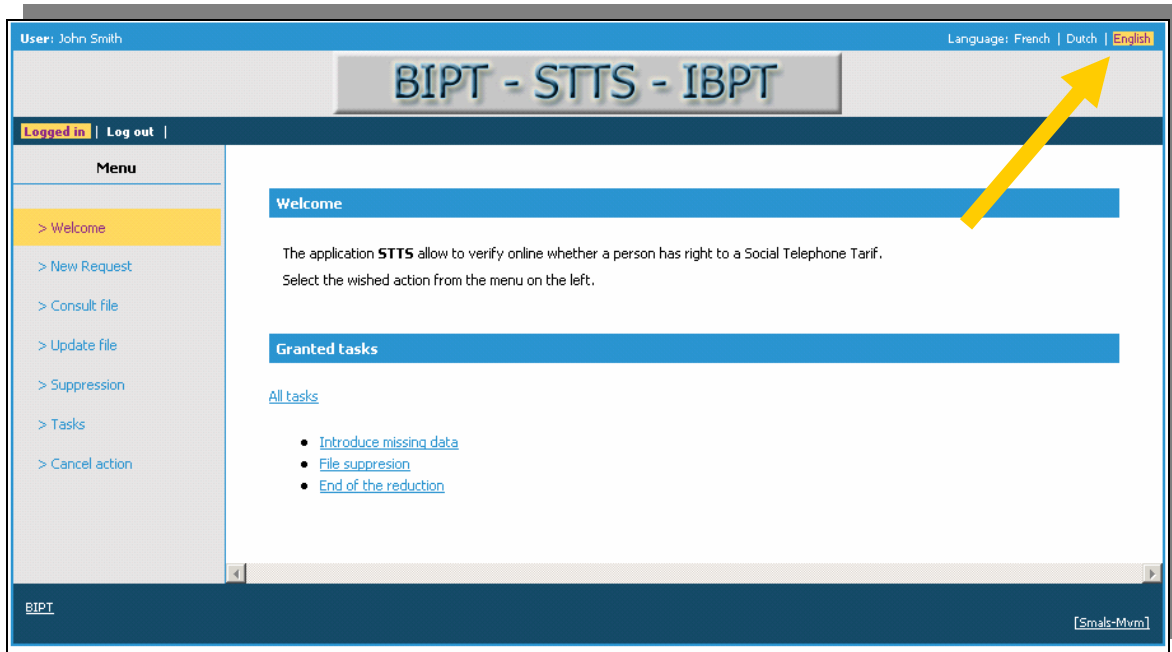 User: John Smith
Language: French | Dutch | English
BIPT - STTS - IBPT
Logged in | Log out |
Menu
> Welcome
> New Request
> Consult file
> Update file
> Suppression
> Tasks
> Cancel action
Welcome
The application STTS allow to verify online whether a person has right to a Social Telephone Tarif.
Select the wished action from the menu on the left.
Granted tasks
All tasks
Introduce missing data
File suppresion
End of the reduction
BIPT
[Smals-Mvm]